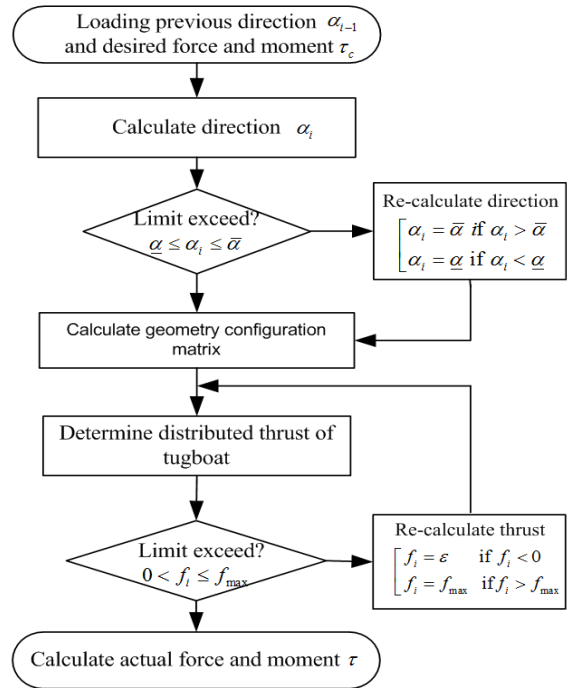 Loading previous direction α_{i−1}
and desired force and moment τ_c
Calculate direction α_i
Limit exceed?
α̲ ≤ α_i ≤ ᾱ
Re-calculate direction
α_i = ᾱ if α_i > ᾱ
α_i = α̲ if α_i < α̲
Calculate geometry configuration
matrix
Determine distributed thrust of
tugboat
Limit exceed?
0 < f_i ≤ f_max
Re-calculate thrust
f_i = ε if f_i < 0
f_i = f_max if f_i > f_max
Calculate actual force and moment τ